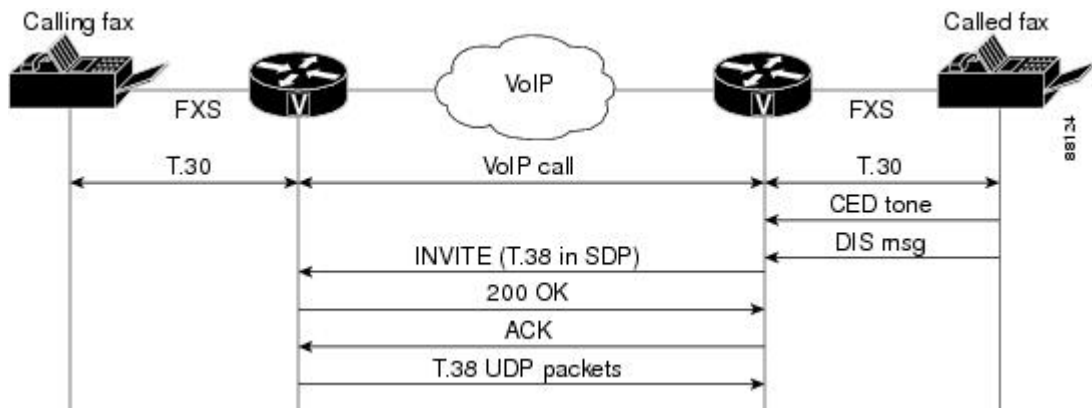 Calling fax
Called fax
VoIP
V
V
FXS
FXS
88124
T.30
VoIP call
T.30
CED tone
DIS msg
INVITE (T.38 in SDP)
200 OK
ACK
T.38 UDP packets